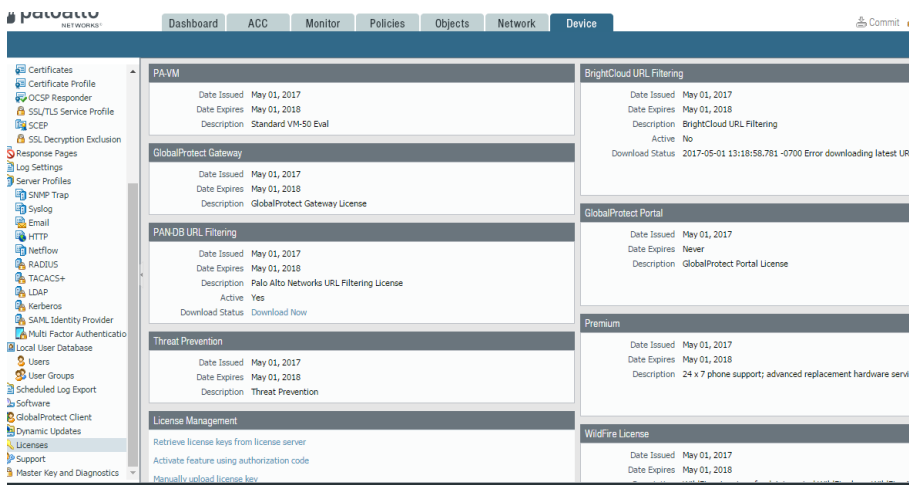 paloalto
NETWORKS
Dashboard
ACC
Monitor
Policies
Objects
Network
Device
Commit
Certificates
Certificate Profile
OCSP Responder
SSL/TLS Service Profile
SCEP
SSL Decryption Exclusion
Response Pages
Log Settings
Server Profiles
SNMP Trap
Syslog
Email
HTTP
Netflow
RADIUS
TACACS+
LDAP
Kerberos
SAML Identity Provider
Multi Factor Authenticatio
Local User Database
Users
User Groups
Scheduled Log Export
Software
GlobalProtect Client
Dynamic Updates
Licenses
Support
Master Key and Diagnostics
PA-VM
Date Issued May 01, 2017
Date Expires May 01, 2018
Description Standard VM-50 Eval
GlobalProtect Gateway
Date Issued May 01, 2017
Date Expires May 01, 2018
Description GlobalProtect Gateway License
PAN-DB URL Filtering
Date Issued May 01, 2017
Date Expires May 01, 2018
Description Palo Alto Networks URL Filtering License
Active Yes
Download Status Download Now
Threat Prevention
Date Issued May 01, 2017
Date Expires May 01, 2018
Description Threat Prevention
License Management
Retrieve license keys from license server
Activate feature using authorization code
Manually upload license key
BrightCloud URL Filtering
Date Issued May 01, 2017
Date Expires May 01, 2018
Description BrightCloud URL Filtering
Active No
Download Status 2017-05-01 13:18:58.781 -0700 Error downloading latest UR
GlobalProtect Portal
Date Issued May 01, 2017
Date Expires Never
Description GlobalProtect Portal License
Premium
Date Issued May 01, 2017
Date Expires May 01, 2018
Description 24 x 7 phone support; advanced replacement hardware servi
WildFire License
Date Issued May 01, 2017
Date Expires May 01, 2018